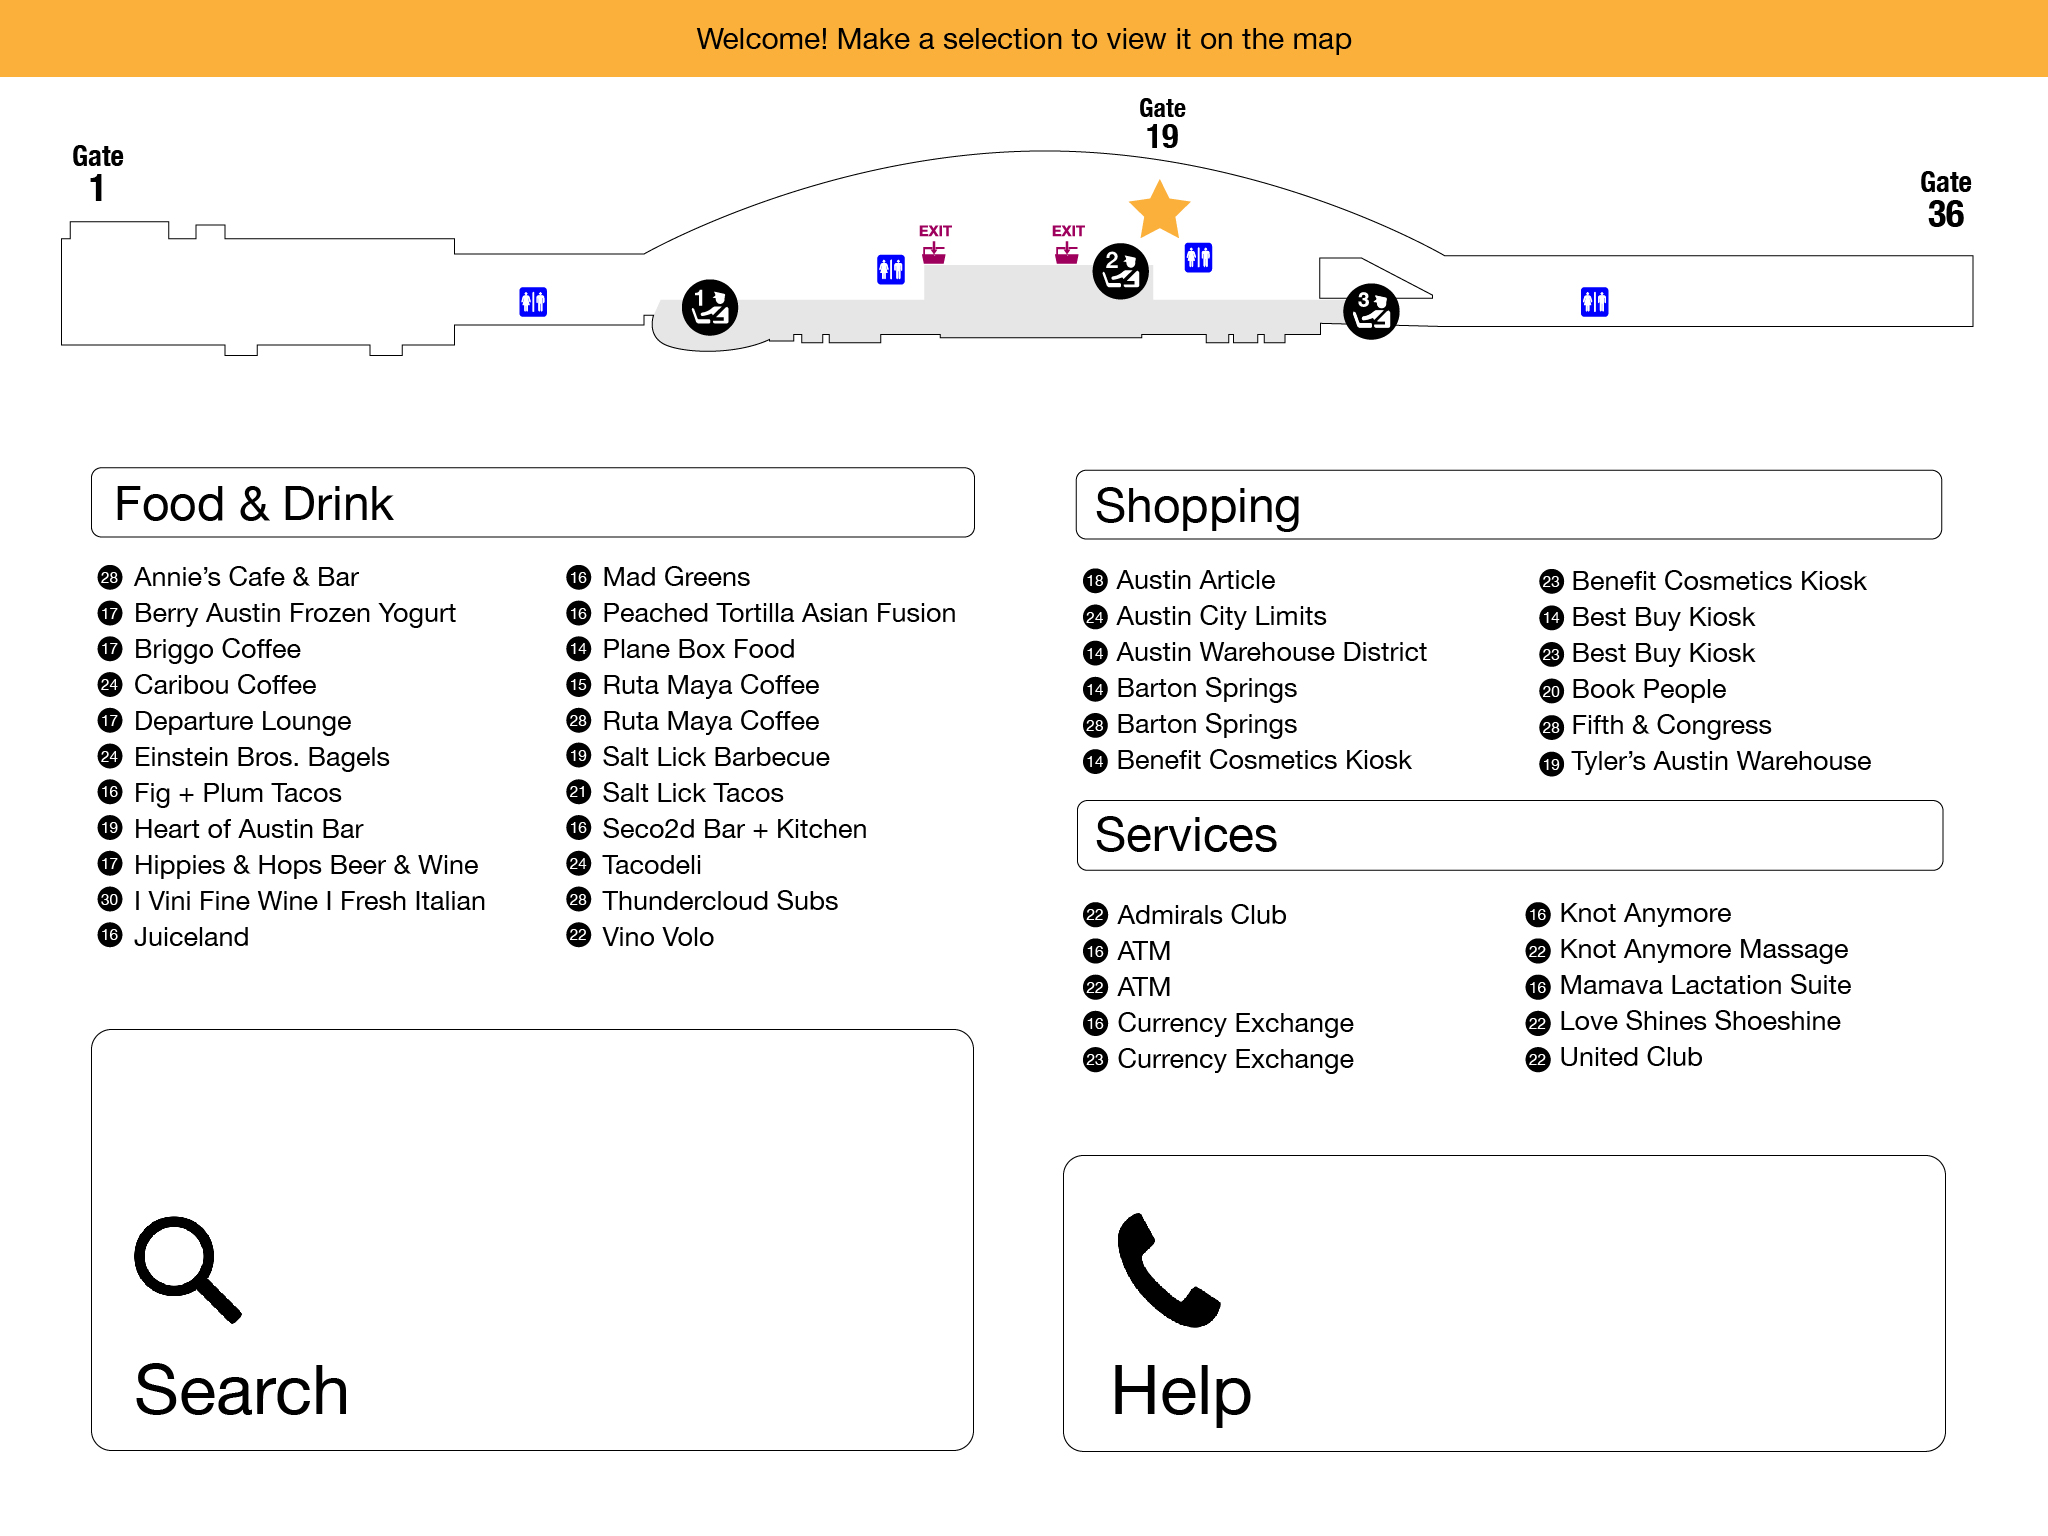 Welcome! Make a selection to view it on the map
Gate
1
Gate
19
Gate
36
EXIT
EXIT
1
2
3
Food & Drink
28 Annie’s Cafe & Bar
17 Berry Austin Frozen Yogurt
17 Briggo Coffee
24 Caribou Coffee
17 Departure Lounge
24 Einstein Bros. Bagels
16 Fig + Plum Tacos
19 Heart of Austin Bar
17 Hippies & Hops Beer & Wine
30 I Vini Fine Wine I Fresh Italian
16 Juiceland
16 Mad Greens
16 Peached Tortilla Asian Fusion
14 Plane Box Food
15 Ruta Maya Coffee
28 Ruta Maya Coffee
19 Salt Lick Barbecue
21 Salt Lick Tacos
16 Seco2d Bar + Kitchen
24 Tacodeli
28 Thundercloud Subs
22 Vino Volo
Shopping
18 Austin Article
24 Austin City Limits
14 Austin Warehouse District
14 Barton Springs
28 Barton Springs
14 Benefit Cosmetics Kiosk
23 Benefit Cosmetics Kiosk
14 Best Buy Kiosk
23 Best Buy Kiosk
20 Book People
28 Fifth & Congress
19 Tyler’s Austin Warehouse
Services
22 Admirals Club
16 ATM
22 ATM
16 Currency Exchange
23 Currency Exchange
16 Knot Anymore
22 Knot Anymore Massage
16 Mamava Lactation Suite
22 Love Shines Shoeshine
22 United Club
Search
Help